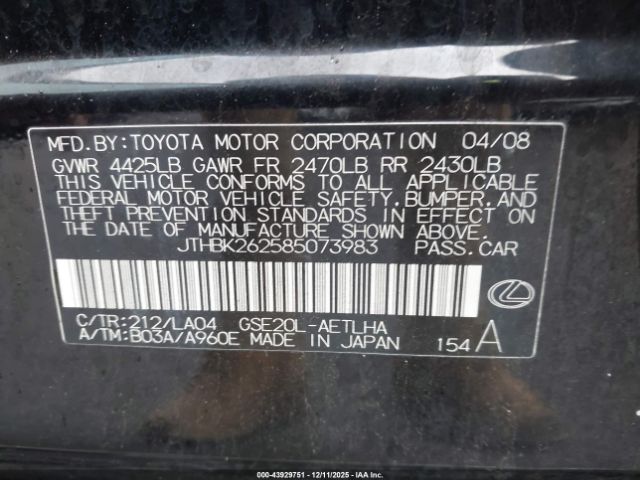 MFD.BY:TOYOTA MOTOR CORPORATION 04/08
GVWR 4425LB GAWR FR 2470LB RR 2430LB
THIS VEHICLE CONFORMS TO ALL APPLICABLE
FEDERAL MOTOR VEHICLE SAFETY,BUMPER,AND
THEFT PREVENTION STANDARDS IN EFFECT ON
THE DATE OF MANUFACTURE SHOWN ABOVE.
JTHBK262585073983 PASS.CAR
C/TR:212/LA04 GSE20L-AETLHA
A/TM:B03A/A960E MADE IN JAPAN 154 A
000-43929751 - 12/11/2025 - IAA Inc.